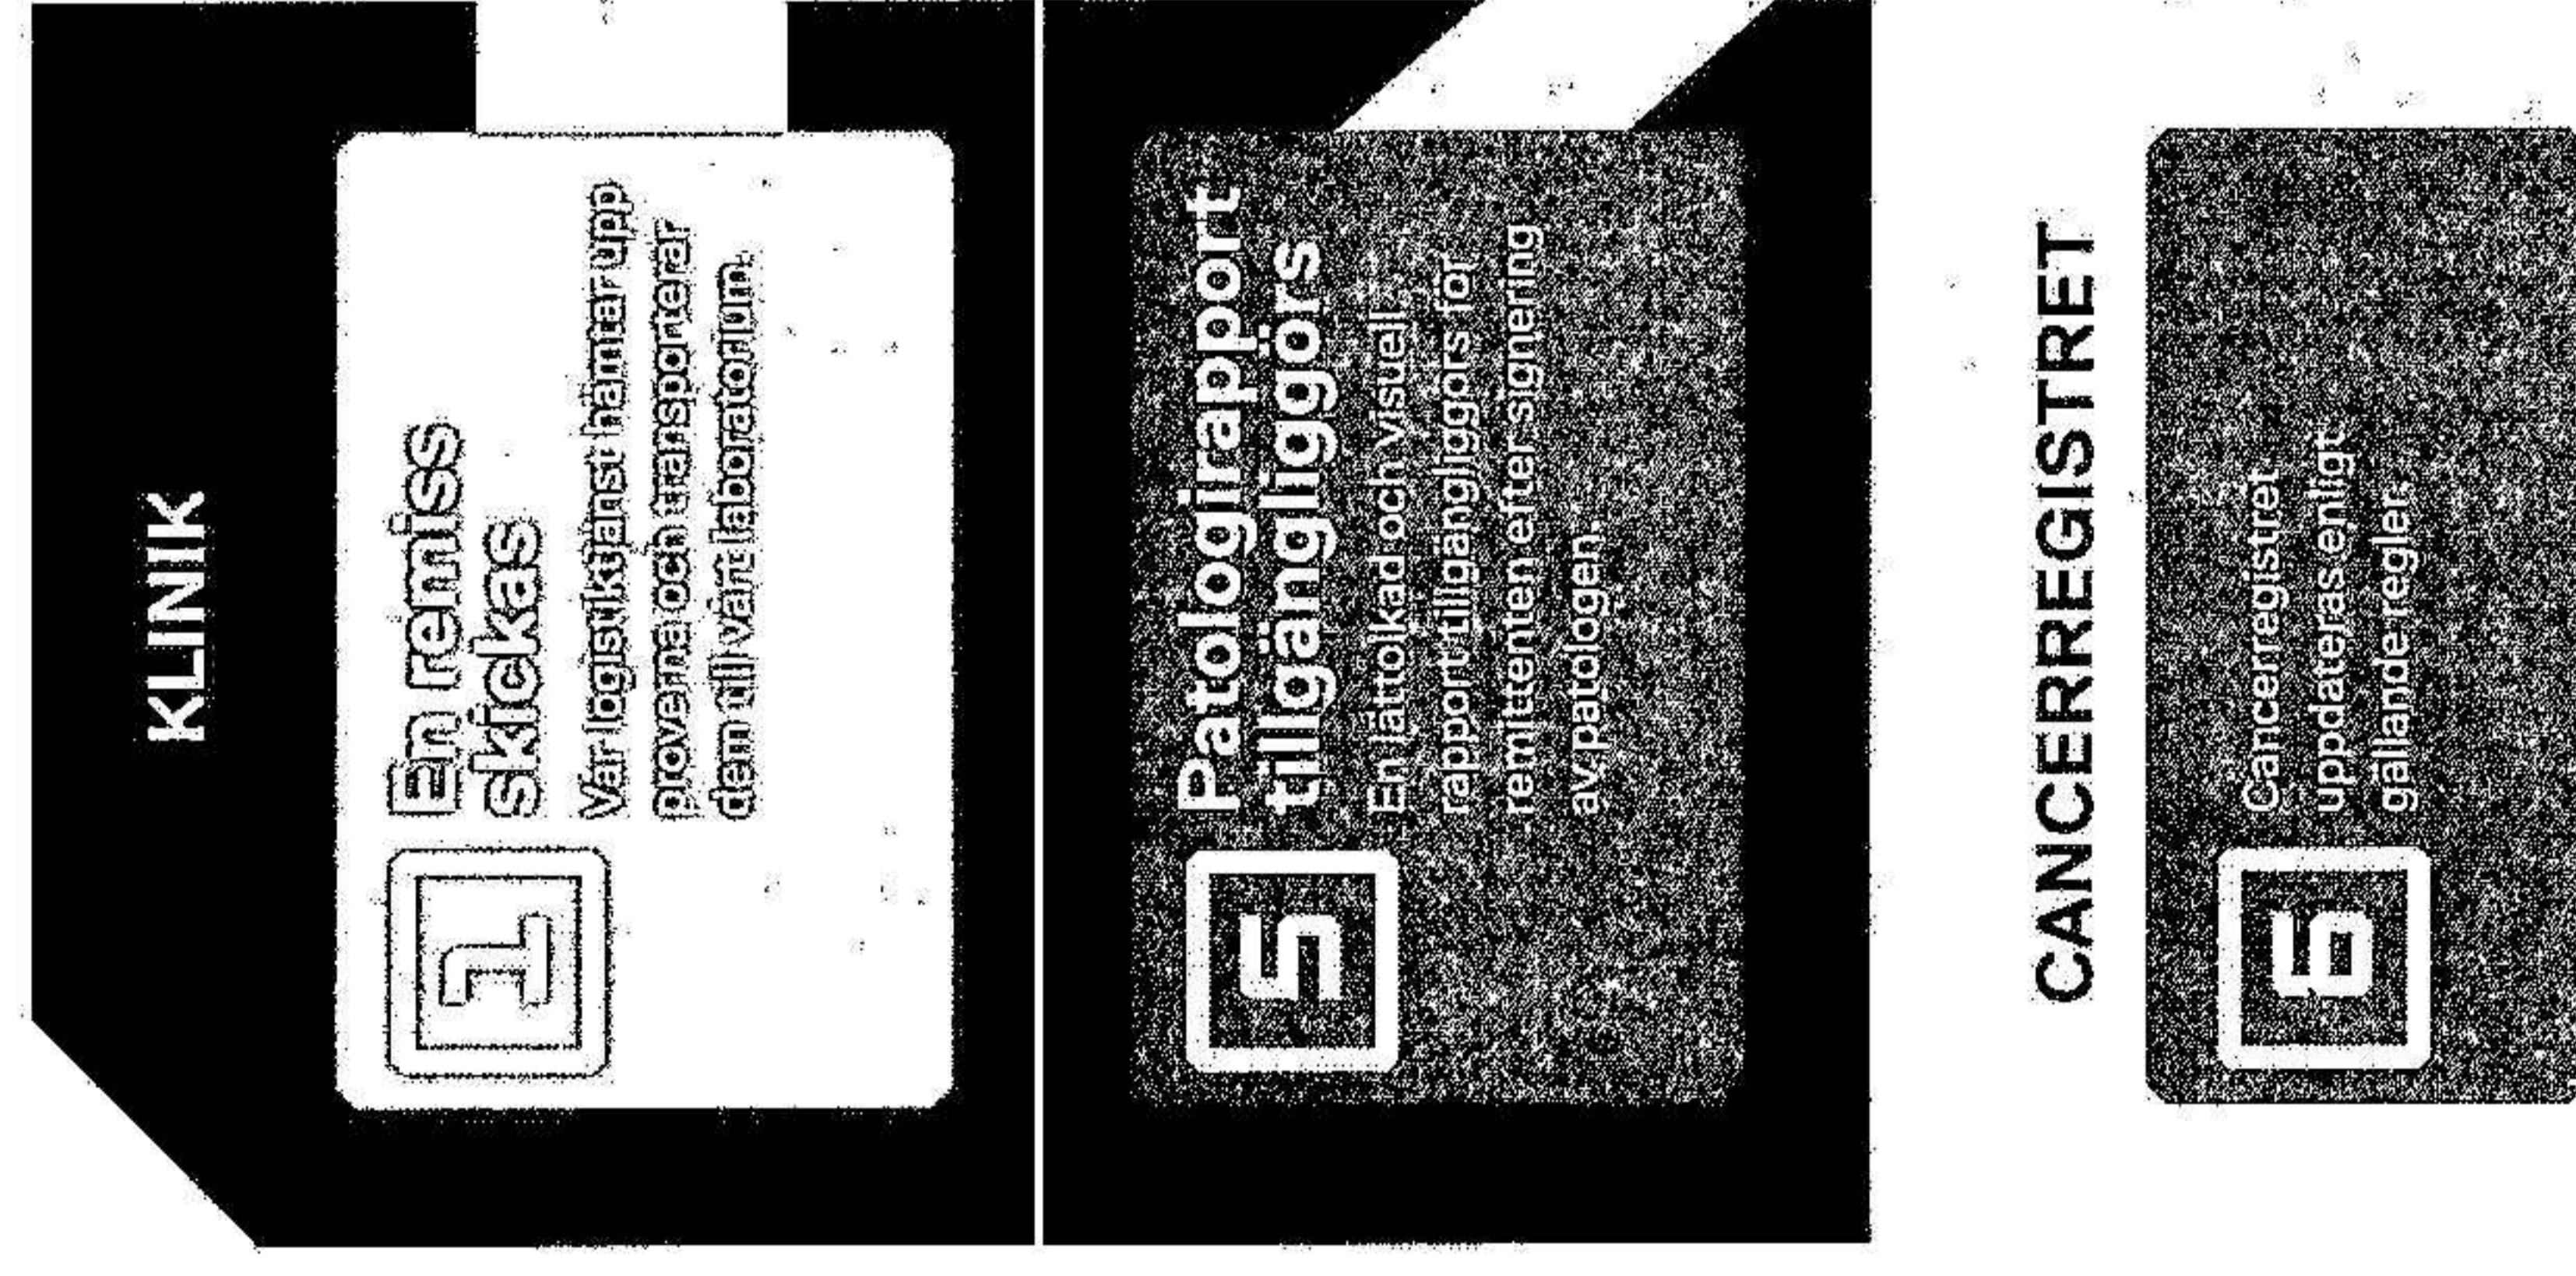 KLINIK
1
En remiss
skickas
Vår logistiktjänst hämtar upp
proverna och transporterar
dem till vårt laboratorium.
5
Patologirapport
tillgängliggörs
En lättolkad och visuell
rapport tillgängliggörs för
remittenten efter signering
av patologen.
CANCERREGISTRET
6
Cancerregistret
uppdateras enligt
gällande regler.